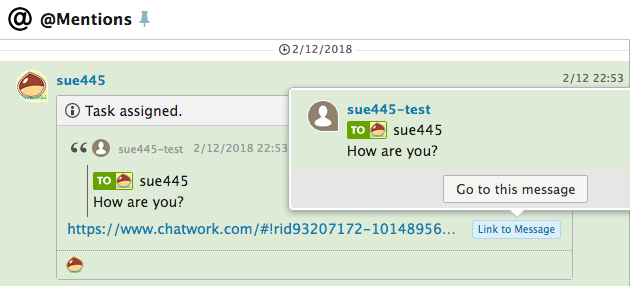 @ @Mentions
2/12/2018
sue445
2/12 22:53
Task assigned.
sue445-test 2/12/2018 22:53
TO sue445
How are you?
https://www.chatwork.com/#!rid93207172-10148956...
Link to Message
sue445-test
TO sue445
How are you?
Go to this message